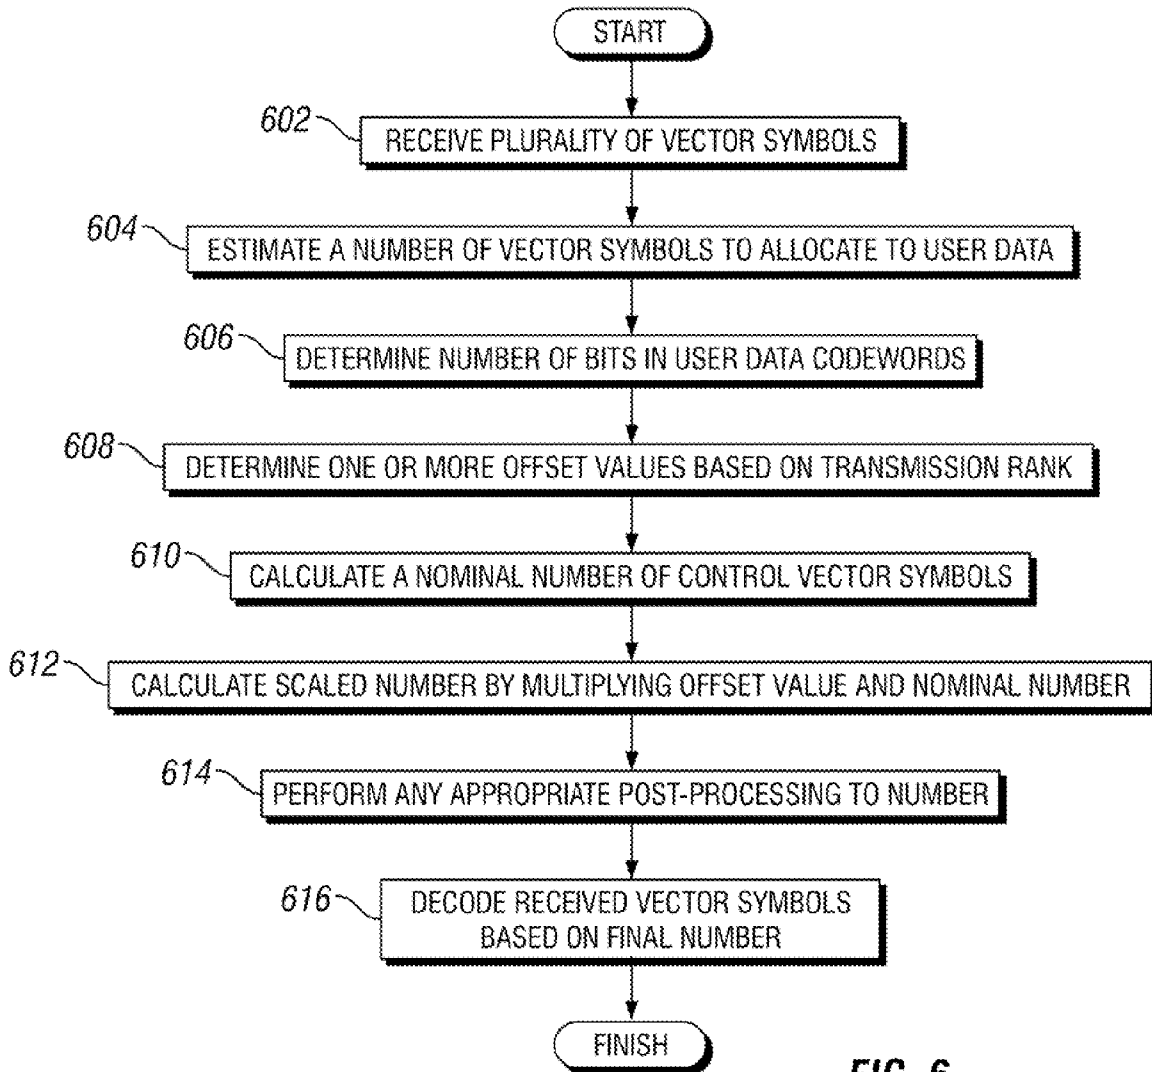 START
602
RECEIVE PLURALITY OF VECTOR SYMBOLS
604
ESTIMATE A NUMBER OF VECTOR SYMBOLS TO ALLOCATE TO USER DATA
606
DETERMINE NUMBER OF BITS IN USER DATA CODEWORDS
608
DETERMINE ONE OR MORE OFFSET VALUES BASED ON TRANSMISSION RANK
610
CALCULATE A NOMINAL NUMBER OF CONTROL VECTOR SYMBOLS
612
CALCULATE SCALED NUMBER BY MULTIPLYING OFFSET VALUE AND NOMINAL NUMBER
614
PERFORM ANY APPROPRIATE POST-PROCESSING TO NUMBER
616
DECODE RECEIVED VECTOR SYMBOLS
BASED ON FINAL NUMBER
FINISH
FIG. 6